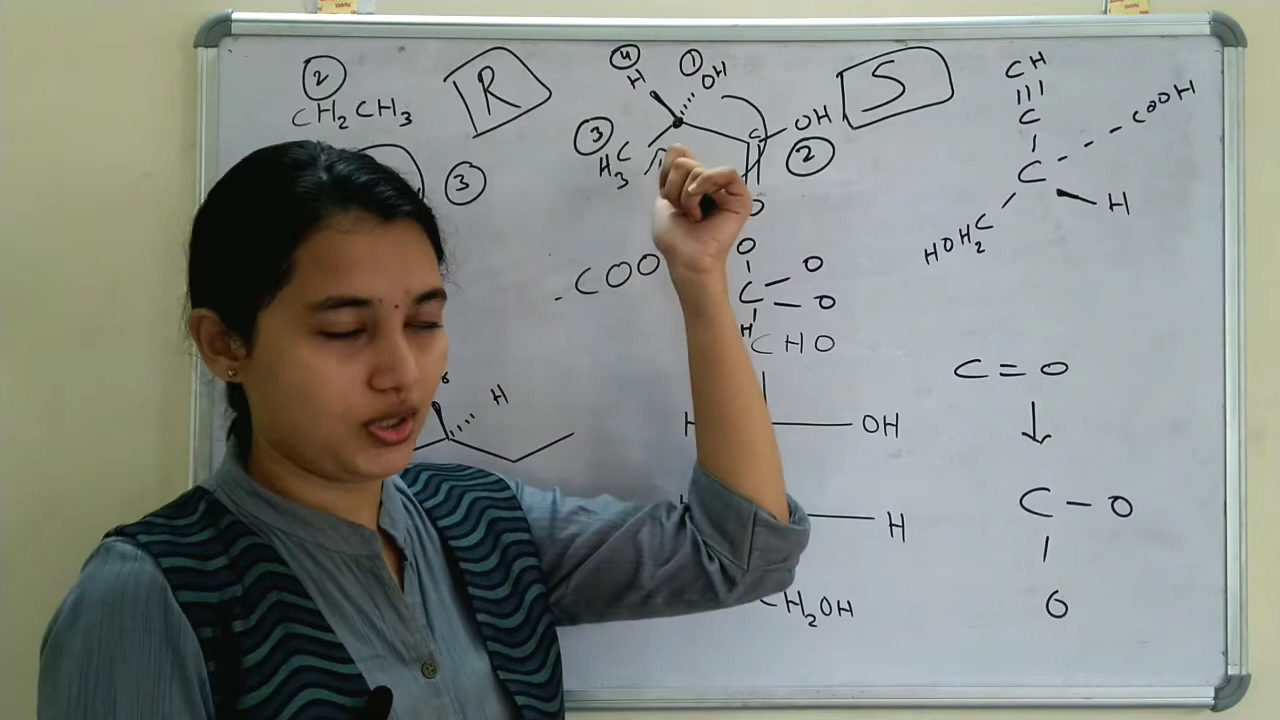 ②
CH2CH3
R
③
④
H
①
OH
③
H3C
C
OH
②
O
S
CH
C
C
COOH
H
HOH2C
-COO
O
C
O
O
H
CHO
H
OH
H
CH2OH
H
C = O
↓
C - O
O